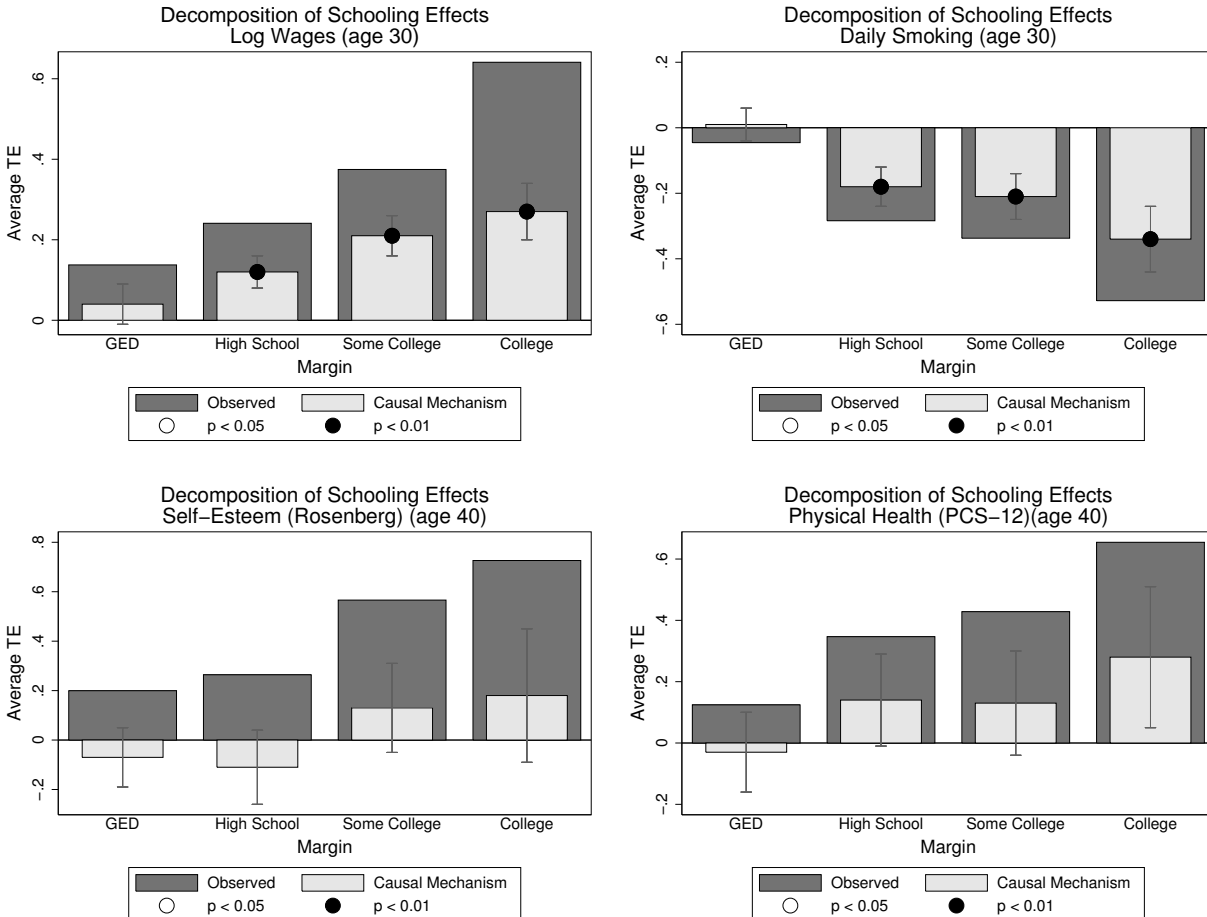 Decomposition of Schooling Effects
Log Wages (age 30)
Average TE
.6
.4
.2
0
GED High School Some College College
Margin
Observed Causal Mechanism
p < 0.05 p < 0.01
Decomposition of Schooling Effects
Daily Smoking (age 30)
Average TE
.2
0
−.2
−.4
−.6
GED High School Some College College
Margin
Observed Causal Mechanism
p < 0.05 p < 0.01
Decomposition of Schooling Effects
Self−Esteem (Rosenberg) (age 40)
Average TE
.8
.6
.4
.2
0
−.2
GED High School Some College College
Margin
Observed Causal Mechanism
p < 0.05 p < 0.01
Decomposition of Schooling Effects
Physical Health (PCS−12)(age 40)
Average TE
.6
.4
.2
0
−.2
GED High School Some College College
Margin
Observed Causal Mechanism
p < 0.05 p < 0.01